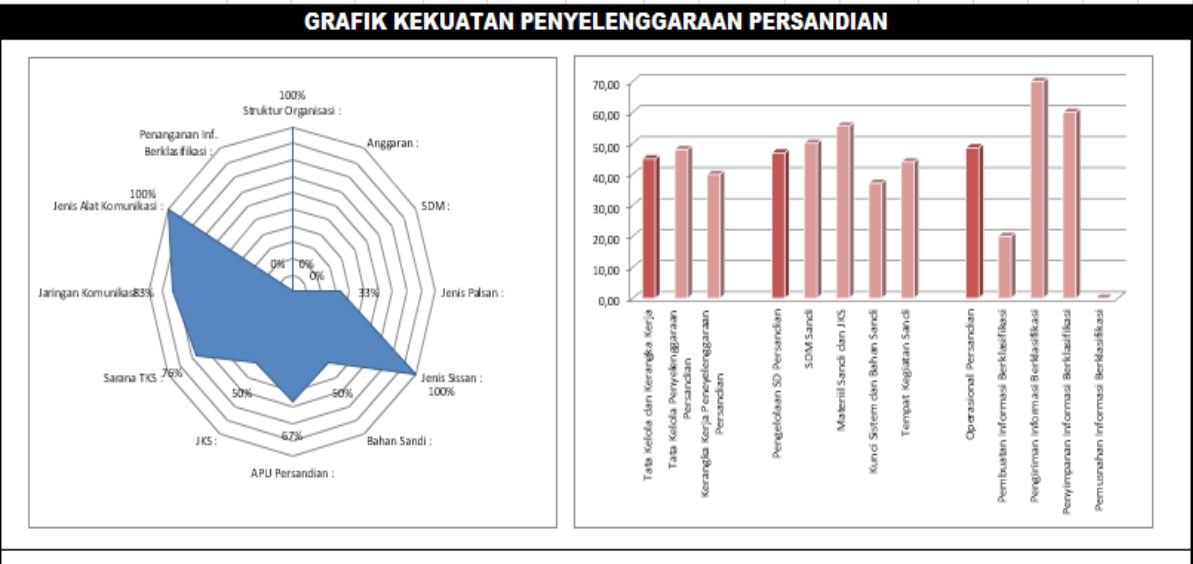 GRAFIK KEKUATAN PENYELENGGARAAN PERSANDIAN
100%
Struktur Organisasi :
Anggaran :
0%
SDM :
0%
Jenis Palsan :
33%
Jenis Sissan :
100%
Bahan Sandi :
50%
APU Persandian :
67%
JKS :
50%
Sarana TKS :
76%
Jaringan Komunikasi
83%
Jenis Alat Komunikasi :
100%
Penanganan Inf.
Berklasifikasi :
0%
70,00
60,00
50,00
40,00
30,00
20,00
10,00
0,00
Tata Kelola dan Kerangka Kerja
Tata Kelola Penyelenggaraan
Persandian
Kerangka Kerja Peneyelenggaraan
Persandian
Pengelolaan SD Persandian
SDM Sandi
Materiil Sandi dan JKS
Kunci Sistem dan Bahan Sandi
Tempat Kegiatan Sandi
Operasional Persandian
Pembuatan Informasi Berklasifikasi
Pengiriman Informasi Berklasifikasi
Penyimpanan Informasi Berklasifikasi
Pemusnahan Informasi Berklasifikasi